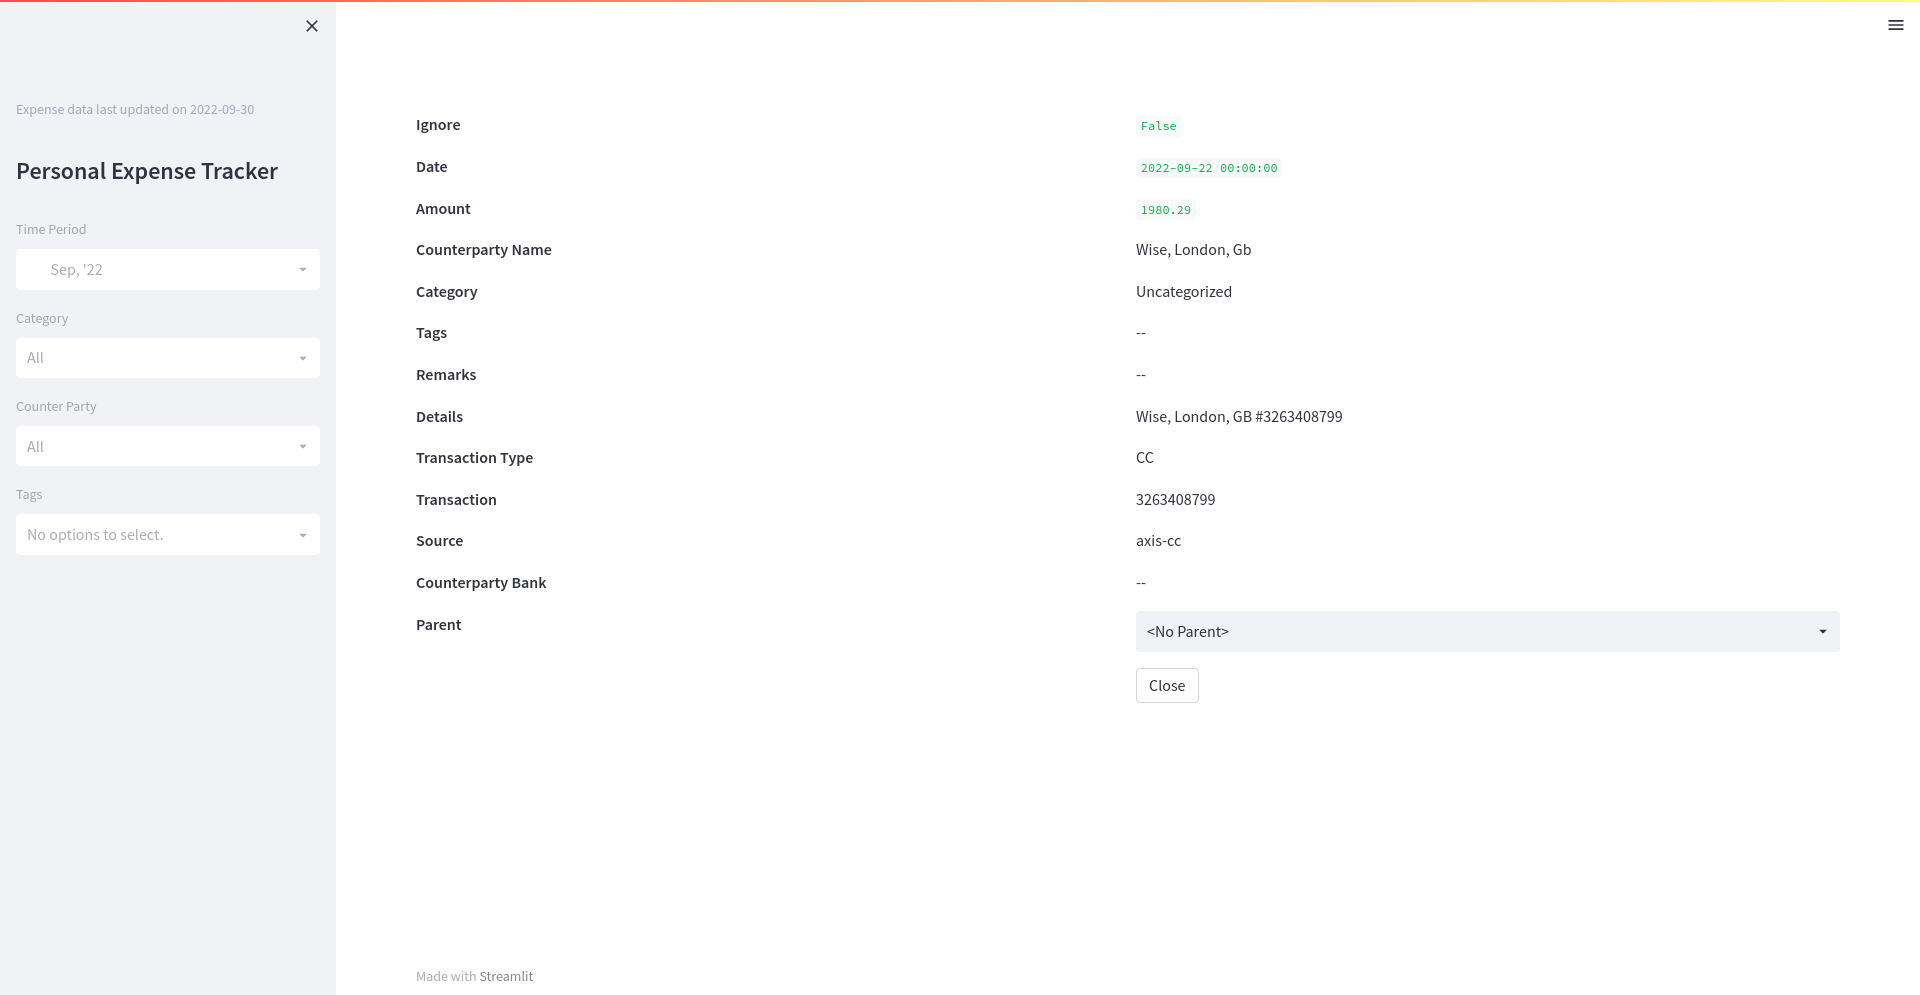 Expense data last updated on 2022-09-30
Personal Expense Tracker
Time Period
Sep, '22
Category
All
Counter Party
All
Tags
No options to select.
Ignore False
Date 2022-09-22 00:00:00
Amount 1980.29
Counterparty Name Wise, London, Gb
Category Uncategorized
Tags --
Remarks --
Details Wise, London, GB #3263408799
Transaction Type CC
Transaction 3263408799
Source axis-cc
Counterparty Bank --
Parent <No Parent>
Close
Made with Streamlit